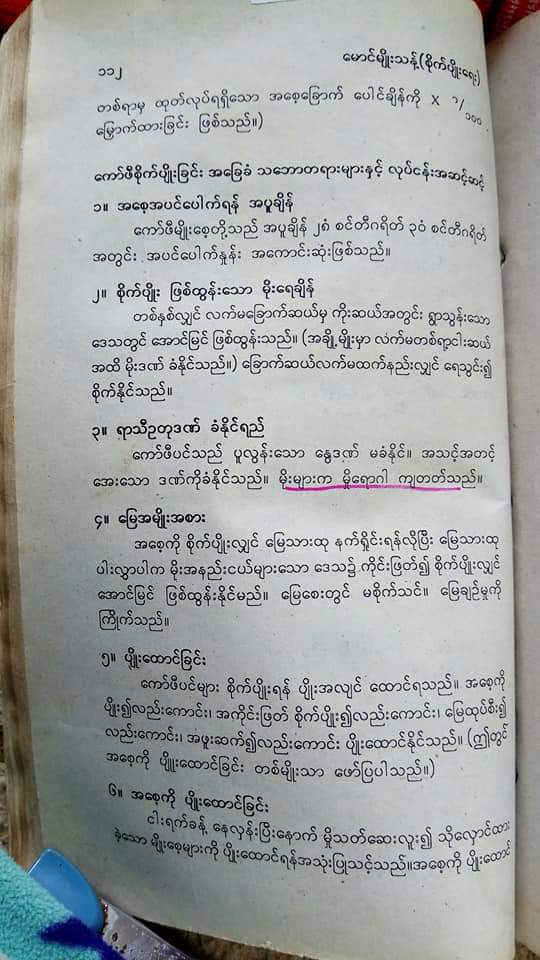 ၁၁၂
မောင်မျိုးသန့်(စိုက်ပျိုးရေး)
တစ်ရာမှ ထုတ်လုပ်ရရှိသော အစေ့ခြောက် ပေါင်ချိန်ကို x ၁/၁၀၀
မြှောက်ထားခြင်း ဖြစ်သည်။)
ကော်ဖီစိုက်ပျိုးခြင်း အခြေခံ သဘောတရားများနှင့် လုပ်ငန်းအဆင့်ဆင့်
၁။ အစေ့အပင်ပေါက်ရန် အပူချိန်
ကော်ဖီမျိုးစေ့တို့သည် အပူချိန် ၂၈ံ စင်တီဂရိတ် ၃၀ံ စင်တီဂရိတ်
အတွင်း အပင်ပေါက်နှုန်း အကောင်းဆုံးဖြစ်သည်။
၂။ စိုက်ပျိုး ဖြစ်ထွန်းသော မိုးရေချိန်
တစ်နှစ်လျှင် လက်မခြောက်ဆယ်မှ ကိုးဆယ်အတွင်း ရွာသွန်းသော
ဒေသတွင် အောင်မြင် ဖြစ်ထွန်းသည်။ (အချို့မျိုးမှာ လက်မတစ်ရာ့ငါးဆယ်
အထိ မိုးဒဏ် ခံနိုင်သည်။) ခြောက်ဆယ်လက်မထက်နည်းလျှင် ရေသွင်း၍
စိုက်နိုင်သည်။
၃။ ရာသီဥတုဒဏ် ခံနိုင်ရည်
ကော်ဖီပင်သည် ပူလွန်းသော နွေဒဏ် မခံနိုင်။ အသင့်အတင့်
အေးသော ဒဏ်ကိုခံနိုင်သည်။ မိုးများက မှိုရောဂါ ကျတတ်သည်။
၄။ မြေအမျိုးအစား
အစေ့ကို စိုက်ပျိုးလျှင် မြေသားထု နက်ရှိုင်းရန်လိုပြီး မြေသားထု
ပါးလွှာပါက မိုးအနည်းငယ်များသော ဒေသ၌ ကိုင်းဖြတ်၍ စိုက်ပျိုးလျှင်
အောင်မြင် ဖြစ်ထွန်းနိုင်မည်။ မြေစေးတွင် မစိုက်သင်။ မြေချဉ်မှုကို
ကြိုက်သည်။
၅။ ပျိုးထောင်ခြင်း
ကော်ဖီပင်များ စိုက်ပျိုးရန် ပျိုးအလျင် ထောင်ရသည်။ အစေ့ကို
ပျိုး၍လည်းကောင်း၊ အကိုင်းဖြတ် စိုက်ပျိုး၍လည်းကောင်း၊ မြေထုပ်စီး၍
လည်းကောင်း၊ အဖူးဆက်၍လည်းကောင်း ပျိုးထောင်နိုင်သည်။ (ဤတွင်
အစေ့ကို ပျိုးထောင်ခြင်း တစ်မျိုးသာ ဖော်ပြပါသည်။)
၆။ အစေ့ကို ပျိုးထောင်ခြင်း
ငါးရက်ခန့် နေလှန်းပြီးနောက် မှိုသတ်ဆေးလူး၍ သိုလှောင်ထား
ခဲ့သော မျိုးစေ့များကို ပျိုးထောင်ရန်အသုံးပြုသင့်သည်။အစေ့ကို ပျိုးထောင်